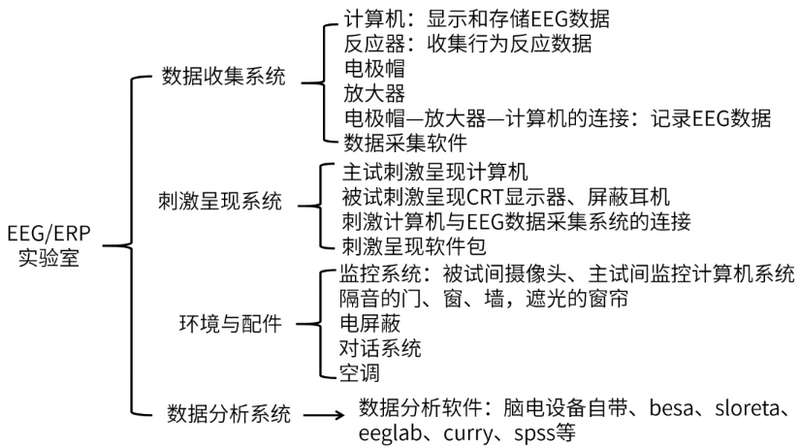 EEG/ERP
实验室
数据收集系统
计算机：显示和存储EEG数据
反应器：收集行为反应数据
电极帽
放大器
电极帽—放大器—计算机的连接：记录EEG数据
数据采集软件
刺激呈现系统
主试刺激呈现计算机
被试刺激呈现CRT显示器、屏蔽耳机
刺激计算机与EEG数据采集系统的连接
刺激呈现软件包
环境与配件
监控系统：被试间摄像头、主试间监控计算机系统
隔音的门、窗、墙，遮光的窗帘
电屏蔽
对话系统
空调
数据分析系统
数据分析软件：脑电设备自带、besa、sloreta、
eeglab、curry、spss等